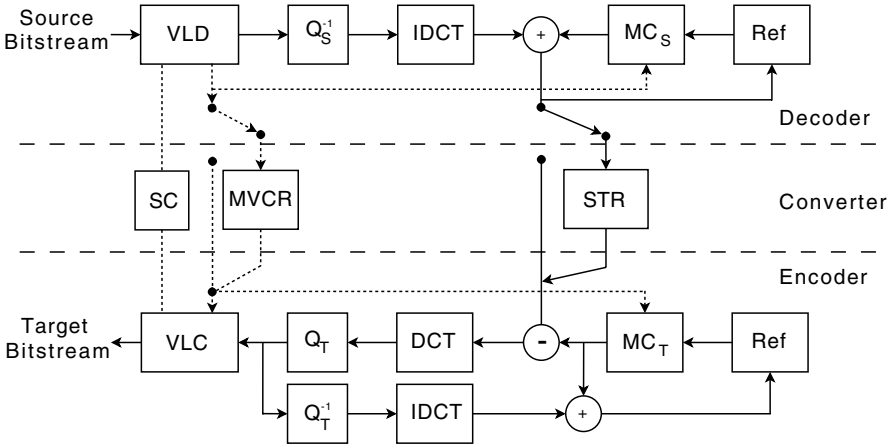 Source
Bitstream
VLD
Q_S^-1
IDCT
+
MC_S
Ref
Decoder
SC
MVCR
STR
Converter
Encoder
Target
Bitstream
VLC
Q_T
DCT
-
MC_T
Ref
Q_T^-1
IDCT
+